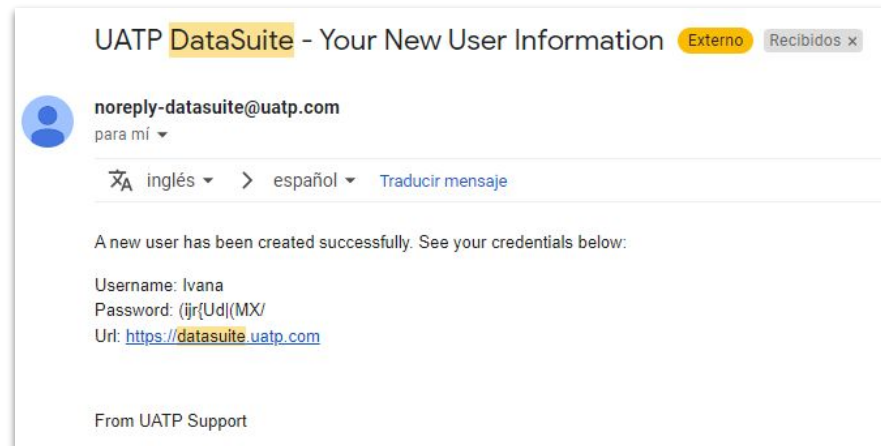 UATP DataSuite - Your New User Information Externo Recibidos x
noreply-datasuite@uatp.com
para mí
inglés > español Traducir mensaje
A new user has been created successfully. See your credentials below:
Username: Ivana
Password: (ijr{Ud|(MX/
Url: https://datasuite.uatp.com
From UATP Support